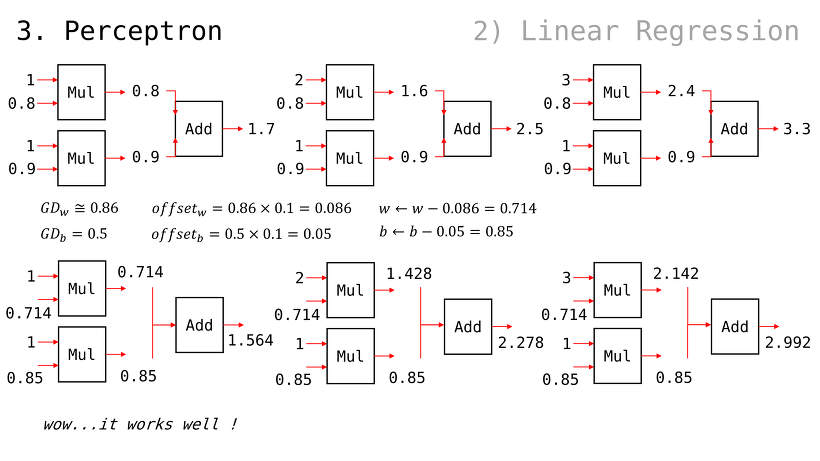 3. Perceptron 2) Linear Regression
1 Mul 0.8 2 Mul 1.6 3 Mul 2.4
0.8 0.8 0.8
Add 1.7 Add 2.5 Add 3.3
1 Mul 0.9 1 Mul 0.9 1 Mul 0.9
0.9 0.9 0.9
GD_w ≅ 0.86 offset_w = 0.86 × 0.1 = 0.086 w ← w − 0.086 = 0.714
GD_b = 0.5 offset_b = 0.5 × 0.1 = 0.05 b ← b − 0.05 = 0.85
1 Mul 0.714 2 Mul 1.428 3 Mul 2.142
0.714 0.714 0.714
Add 1.564 Add 2.278 Add 2.992
1 Mul 0.85 1 Mul 0.85 1 Mul 0.85
0.85 0.85 0.85
wow...it works well !